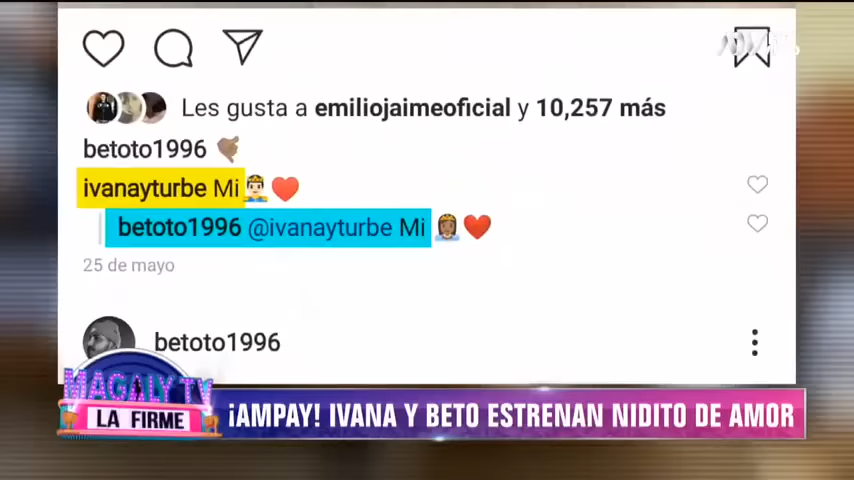 Les gusta a emiliojaimeoficial y 10,257 más
betoto1996 🤙🏽
ivanayturbe Mi 🤴🏻❤️
betoto1996 @ivanayturbe Mi 👸🏽❤️
25 de mayo
betoto1996
MAGALY TV
LA FIRME
¡AMPAY! IVANA Y BETO ESTRENAN NIDITO DE AMOR